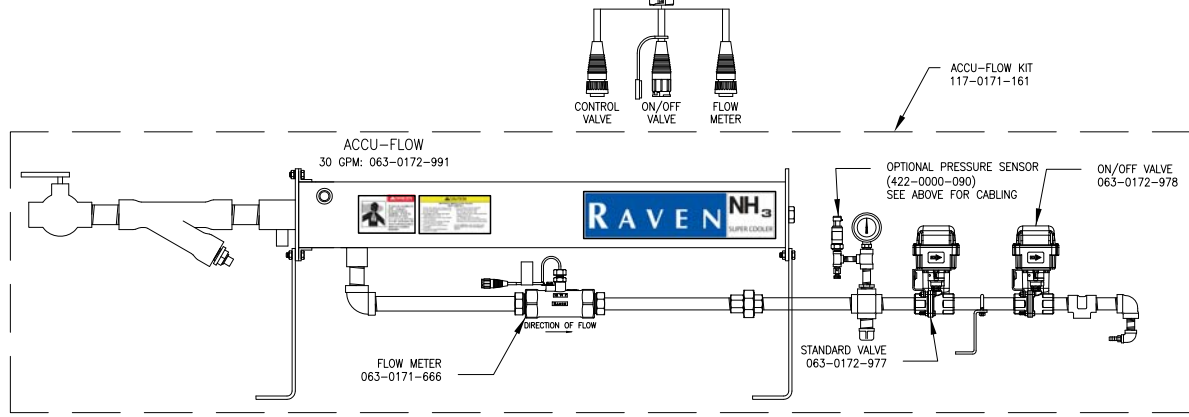 CONTROL
VALVE
ON/OFF
VALVE
FLOW
METER
ACCU-FLOW KIT
117-0171-161
ACCU-FLOW
30 GPM: 063-0172-991
OPTIONAL PRESSURE SENSOR
(422-0000-090)
SEE ABOVE FOR CABLING
ON/OFF VALVE
063-0172-978
CAUTION
RAVEN
NH3
SUPER COOLER
DIRECTION OF FLOW
FLOW METER
063-0171-666
STANDARD VALVE
063-0172-977